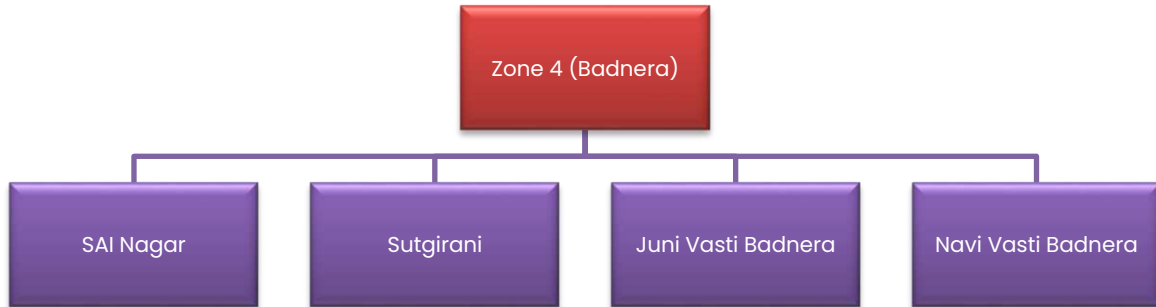 Zone 4 (Badnera)
SAI Nagar
Sutgirani
Juni Vasti Badnera
Navi Vasti Badnera